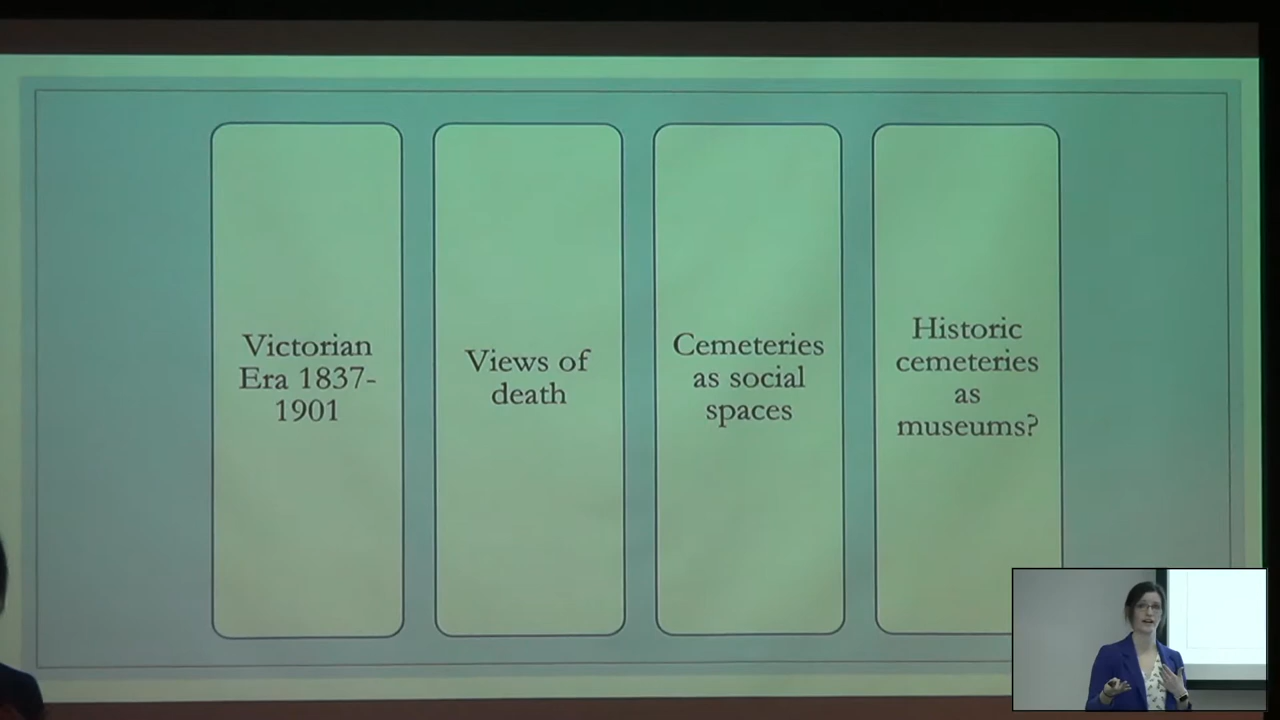 Victorian
Era 1837-
1901
Views of
death
Cemeteries
as social
spaces
Historic
cemeteries
as
museums?